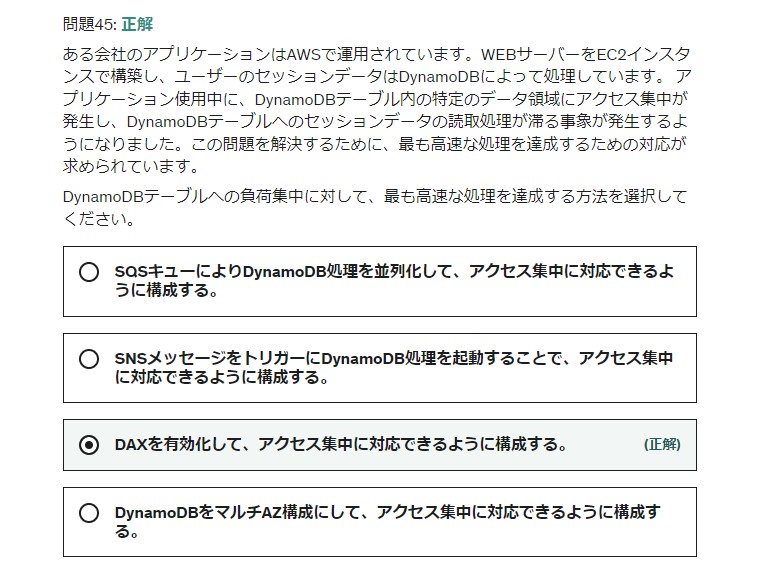 問題45: 正解
ある会社のアプリケーションはAWSで運用されています。WEBサーバーをEC2インスタ
ンスで構築し、ユーザーのセッションデータはDynamoDBによって処理しています。 ア
プリケーション使用中に、DynamoDBテーブル内の特定のデータ領域にアクセス集中が
発生し、DynamoDBテーブルへのセッションデータの読取処理が滞る事象が発生するよ
うになりました。この問題を解決するために、最も高速な処理を達成するための対応が
求められています。
DynamoDBテーブルへの負荷集中に対して、最も高速な処理を達成する方法を選択して
ください。
SQSキューによりDynamoDB処理を並列化して、アクセス集中に対応できるよ
うに構成する。
SNSメッセージをトリガーにDynamoDB処理を起動することで、アクセス集中
に対応できるように構成する。
DAXを有効化して、アクセス集中に対応できるように構成する。 (正解)
DynamoDBをマルチAZ構成にして、アクセス集中に対応できるように構成す
る。